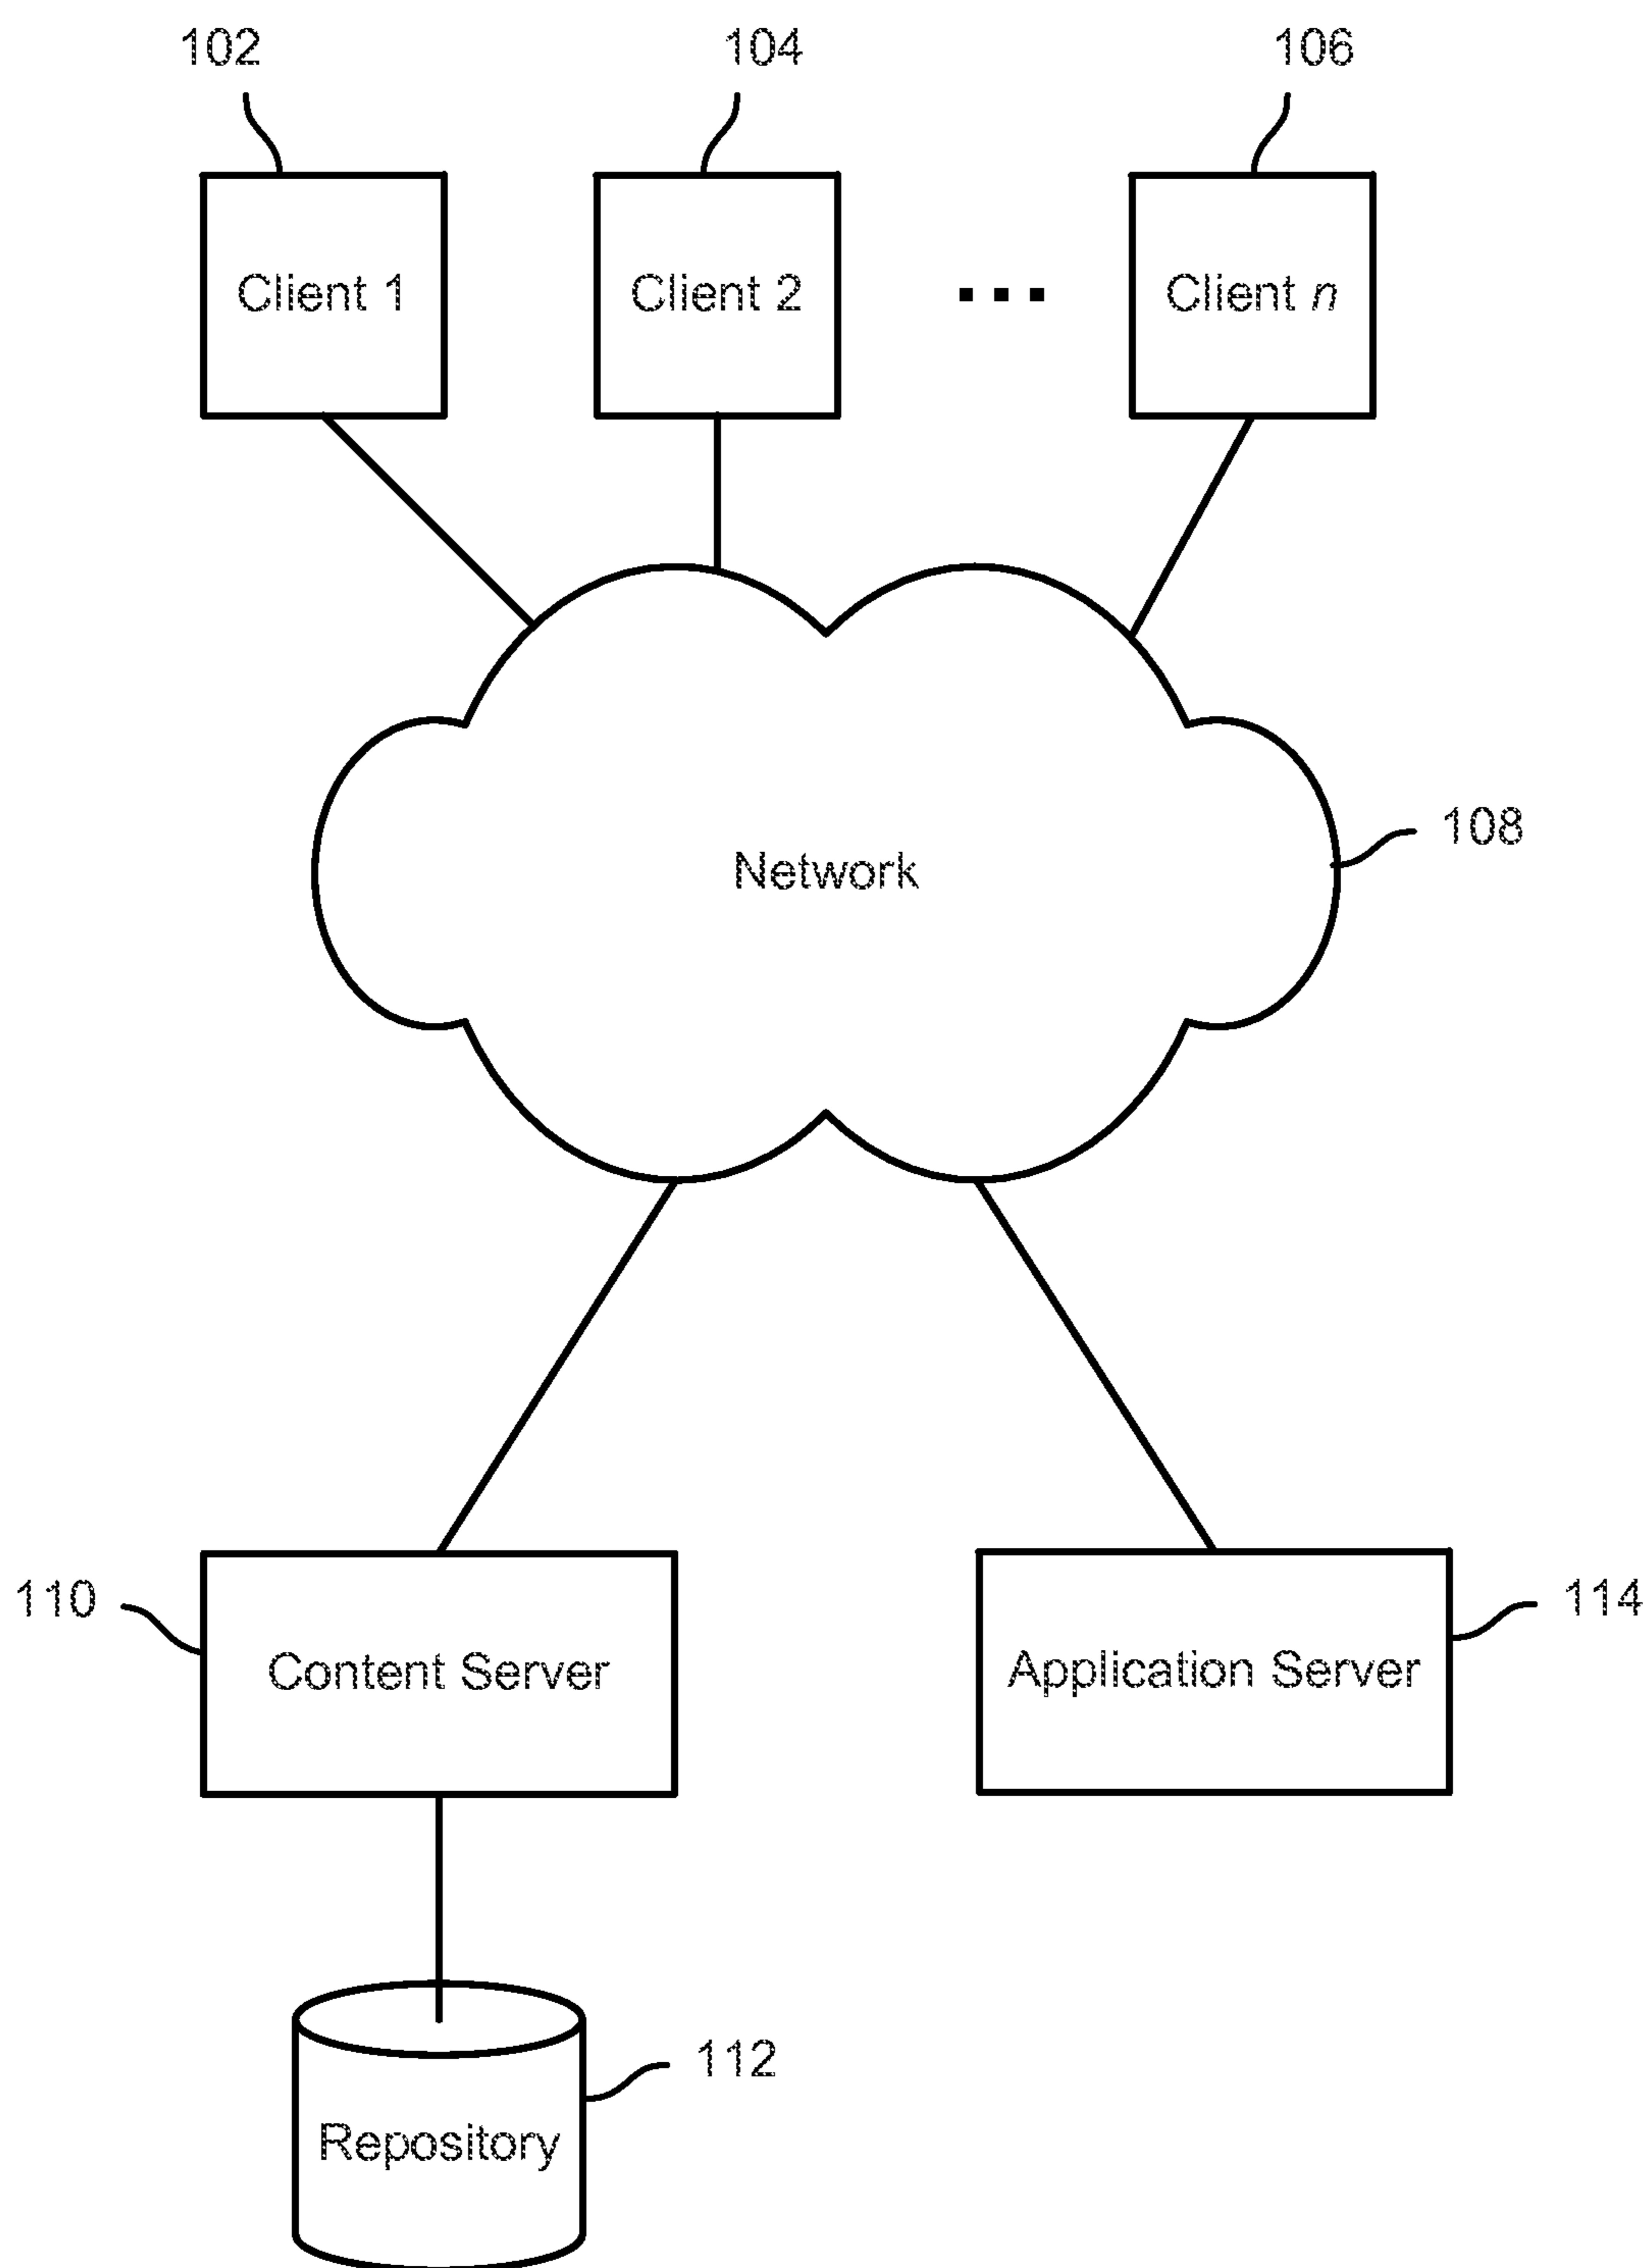 102
104
106
Client 1
Client 2
...
Client n
108
Network
110
114
Content Server
Application Server
112
Repository